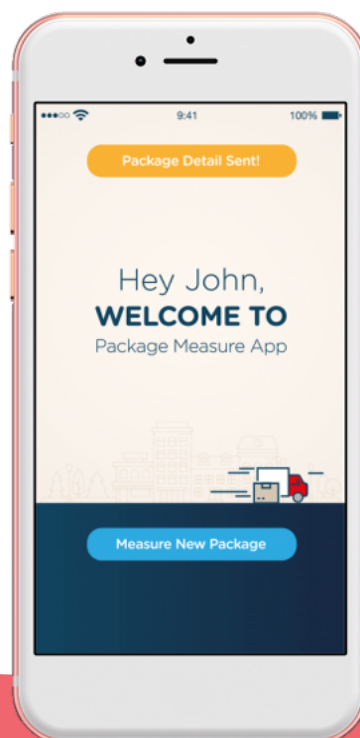 9:41
100%
Package Detail Sent!
Hey John,
WELCOME TO
Package Measure App
Measure New Package